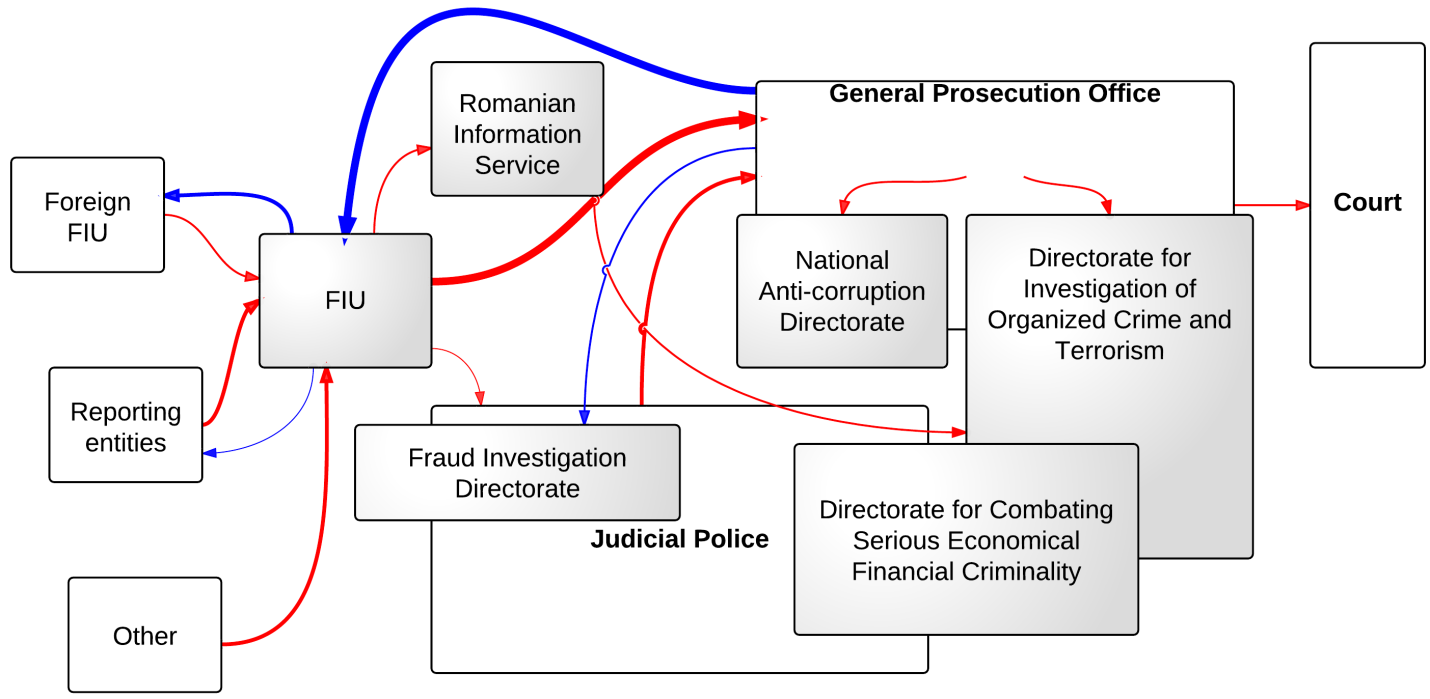 General Prosecution Office
Romanian
Information
Service
Court
Foreign
FIU
FIU
National
Anti-corruption
Directorate
Directorate for
Investigation of
Organized Crime and
Terrorism
Reporting
entities
Fraud Investigation
Directorate
Judicial Police
Directorate for Combating
Serious Economical
Financial Criminality
Other